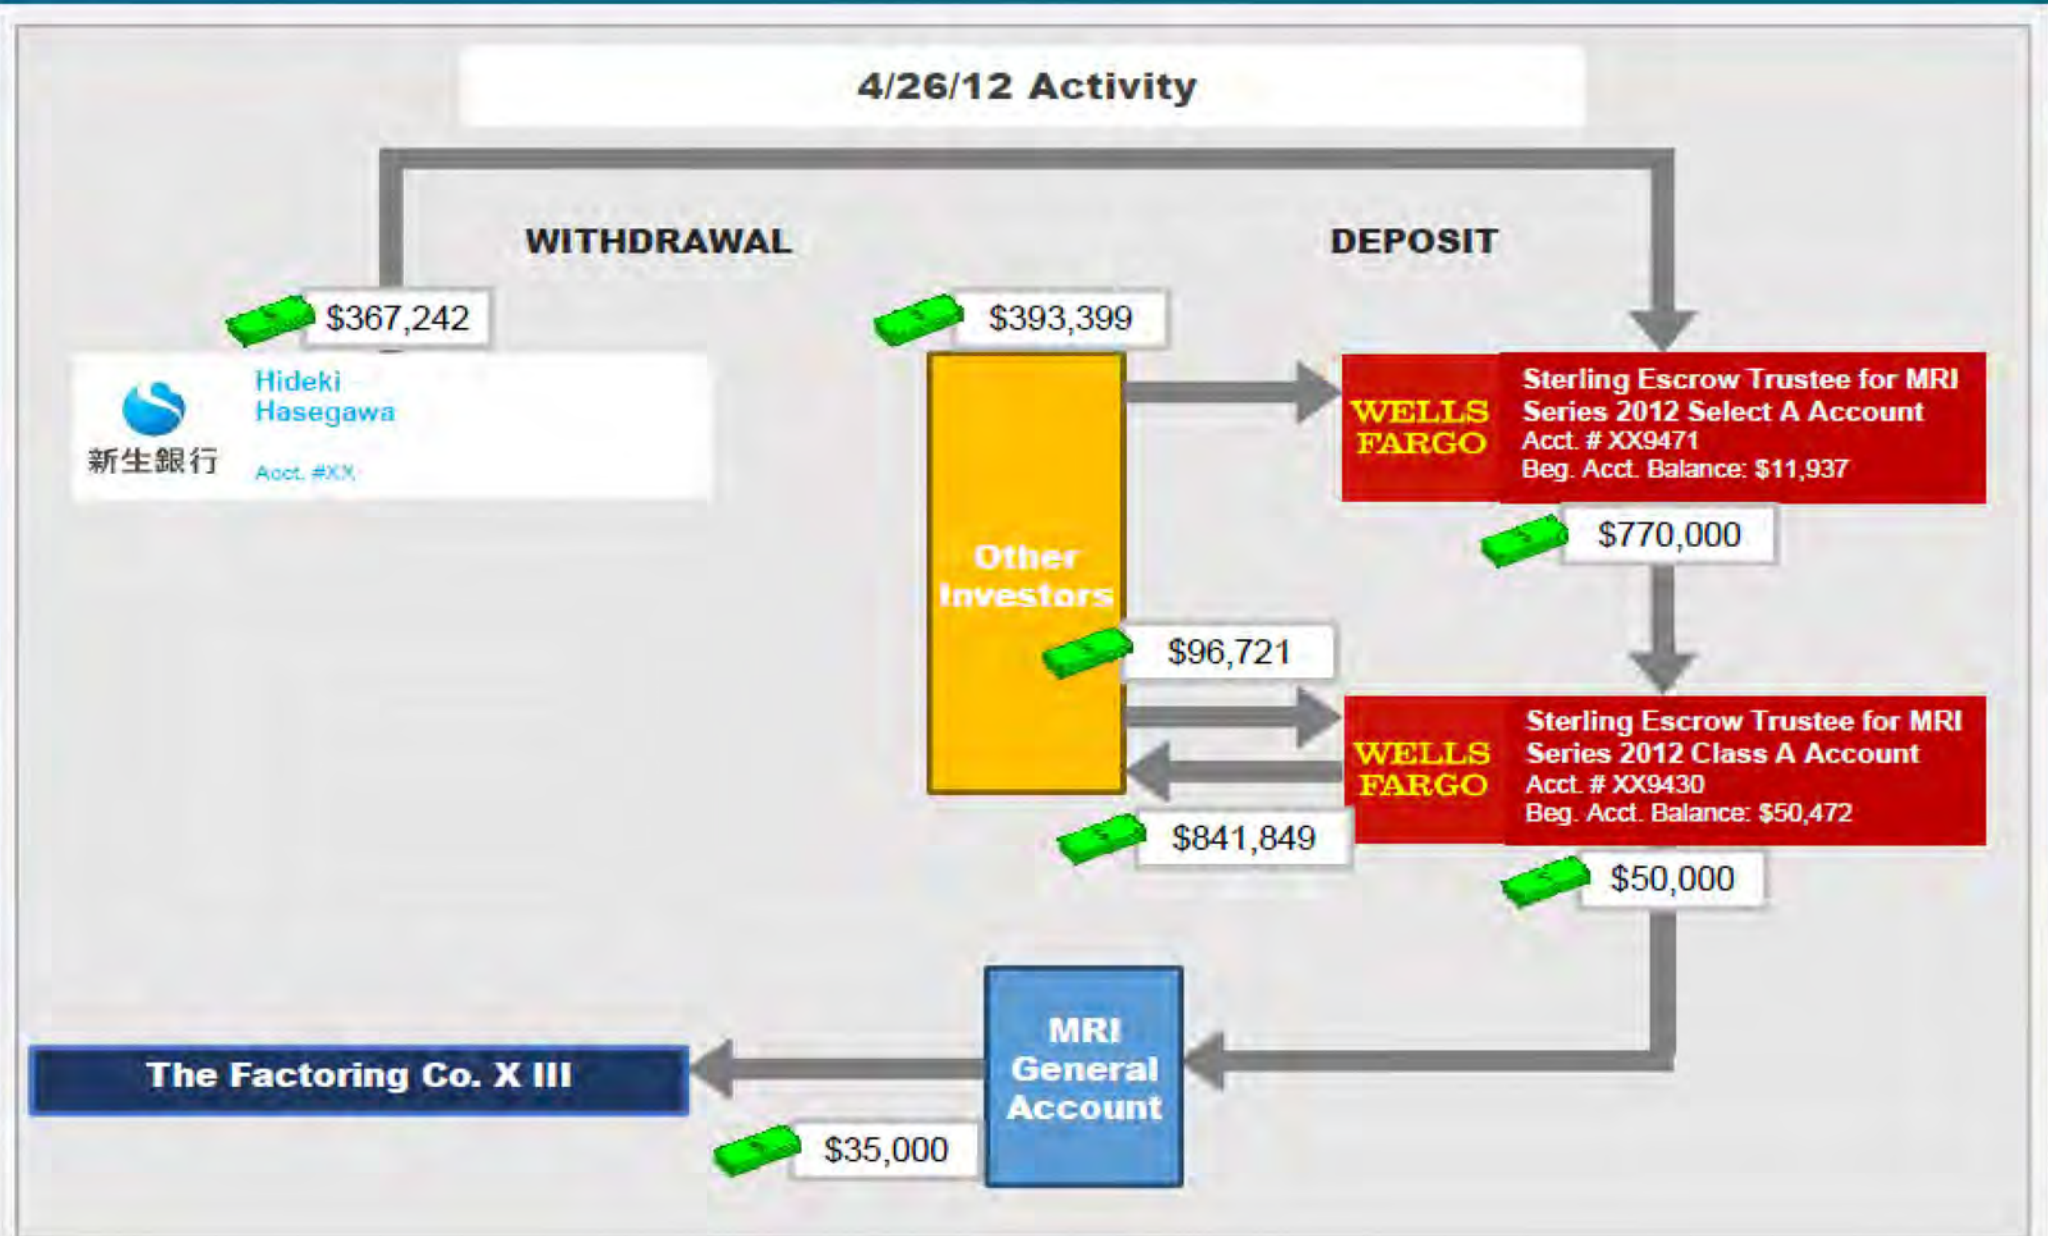 4/26/12 Activity
WITHDRAWAL
DEPOSIT
$367,242
$393,399
新生銀行
Hideki
Hasegawa
Acct. #XX
WELLS
FARGO
Sterling Escrow Trustee for MRI
Series 2012 Select A Account
Acct. # XX9471
Beg. Acct. Balance: $11,937
$770,000
Other
Investors
$96,721
WELLS
FARGO
Sterling Escrow Trustee for MRI
Series 2012 Class A Account
Acct. # XX9430
Beg. Acct. Balance: $50,472
$841,849
$50,000
MRI
General
Account
The Factoring Co. X III
$35,000